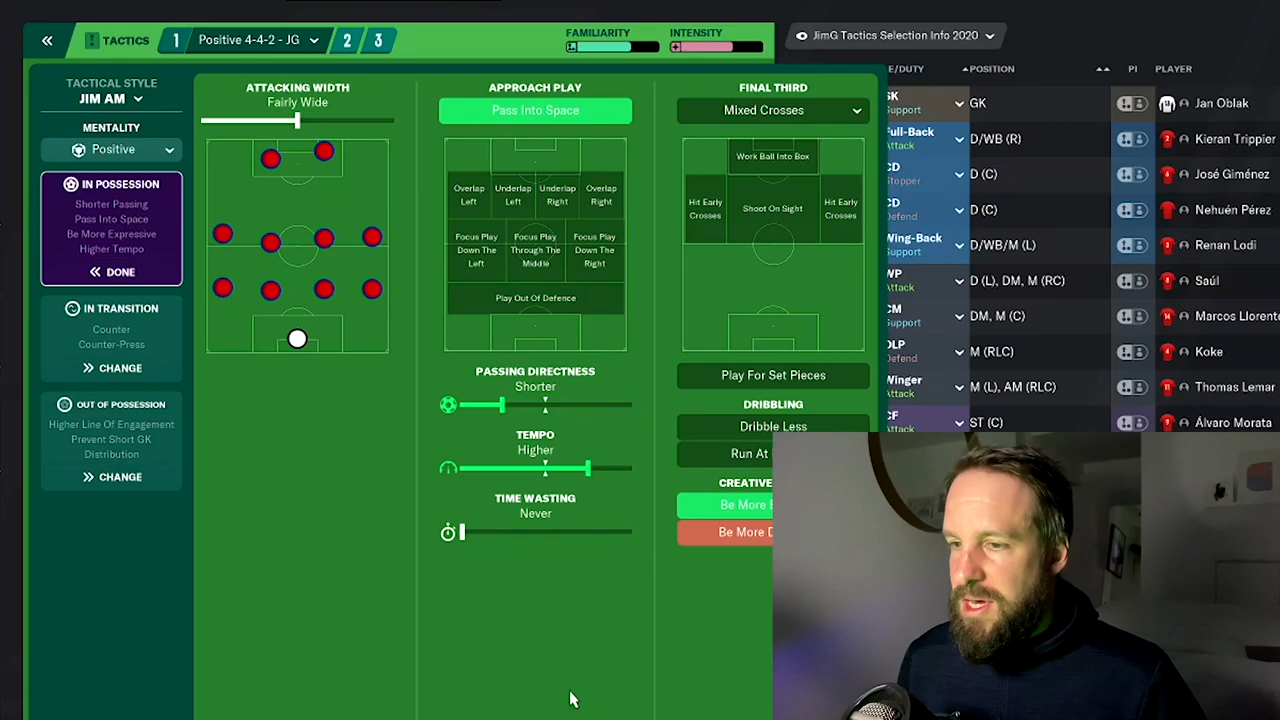 TACTICS
1
Positive 4-4-2 - JG
2
3
FAMILIARITY
INTENSITY
JimG Tactics Selection Info 2020
TACTICAL STYLE
JIM AM
MENTALITY
Positive
IN POSSESSION
Shorter Passing
Pass Into Space
Be More Expressive
Higher Tempo
DONE
IN TRANSITION
Counter
Counter-Press
CHANGE
OUT OF POSSESSION
Higher Line Of Engagement
Prevent Short GK
Distribution
CHANGE
ATTACKING WIDTH
Fairly Wide
APPROACH PLAY
Pass Into Space
Overlap Left
Underlap Left
Underlap Right
Overlap Right
Focus Play Down The Left
Focus Play Through The Middle
Focus Play Down The Right
Play Out Of Defence
PASSING DIRECTNESS
Shorter
TEMPO
Higher
TIME WASTING
Never
FINAL THIRD
Mixed Crosses
Work Ball Into Box
Hit Early Crosses
Shoot On Sight
Hit Early Crosses
Play For Set Pieces
DRIBBLING
Dribble Less
Run At
CREATIVE
Be More
Be More
E/DUTY POSITION PI PLAYER
SK Support GK Jan Oblak
Full-Back Attack D/WB (R) Kieran Trippier
CD Stopper D (C) José Giménez
CD Defend D (C) Nehuén Pérez
Wing-Back Attack D/WB/M (L) Renan Lodi
WP Attack D (L), DM, M (RC) Saúl
CM Support DM, M (C) Marcos Llorente
DLP Defend M (RLC) Koke
Winger Attack M (L), AM (RLC) Thomas Lemar
CF Attack ST (C) Álvaro Morata